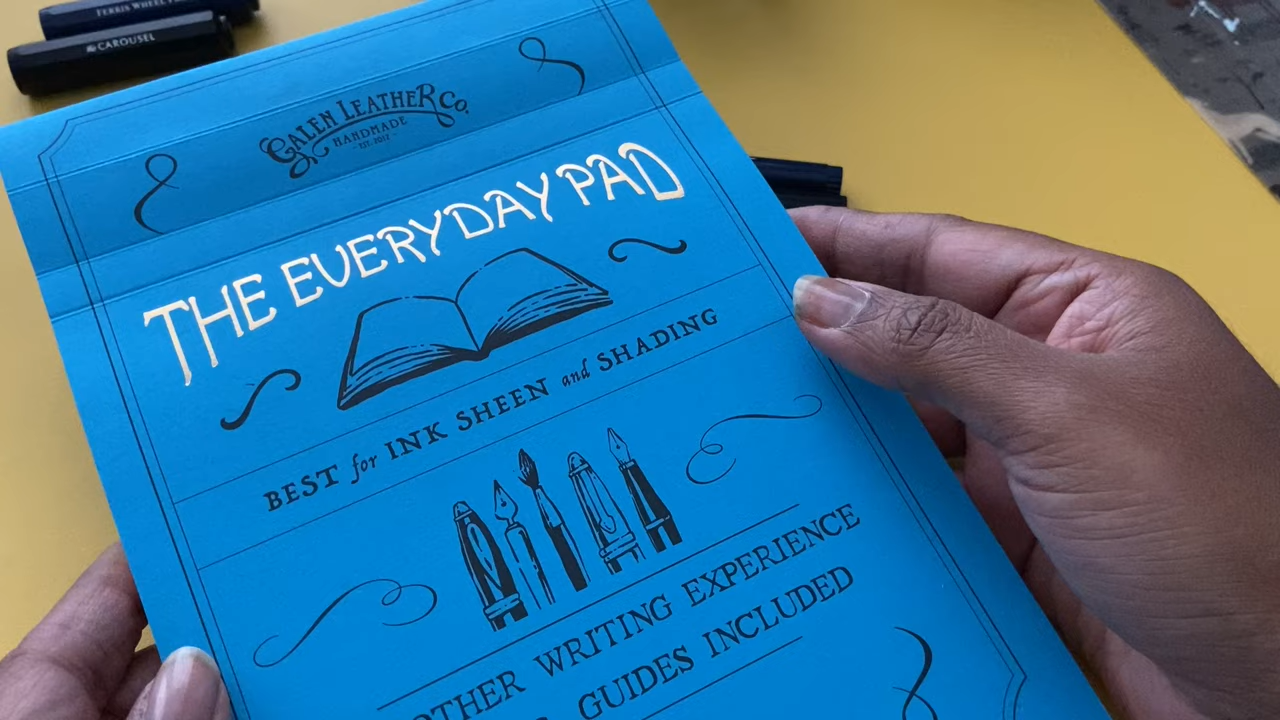 FERRIS WHEEL
CAROUSEL
GALEN LEATHER Co.
HANDMADE
- EST. 2012 -
THE EVERYDAY PAD
BEST for INK SHEEN and SHADING
OTHER WRITING EXPERIENCE
GUIDES INCLUDED